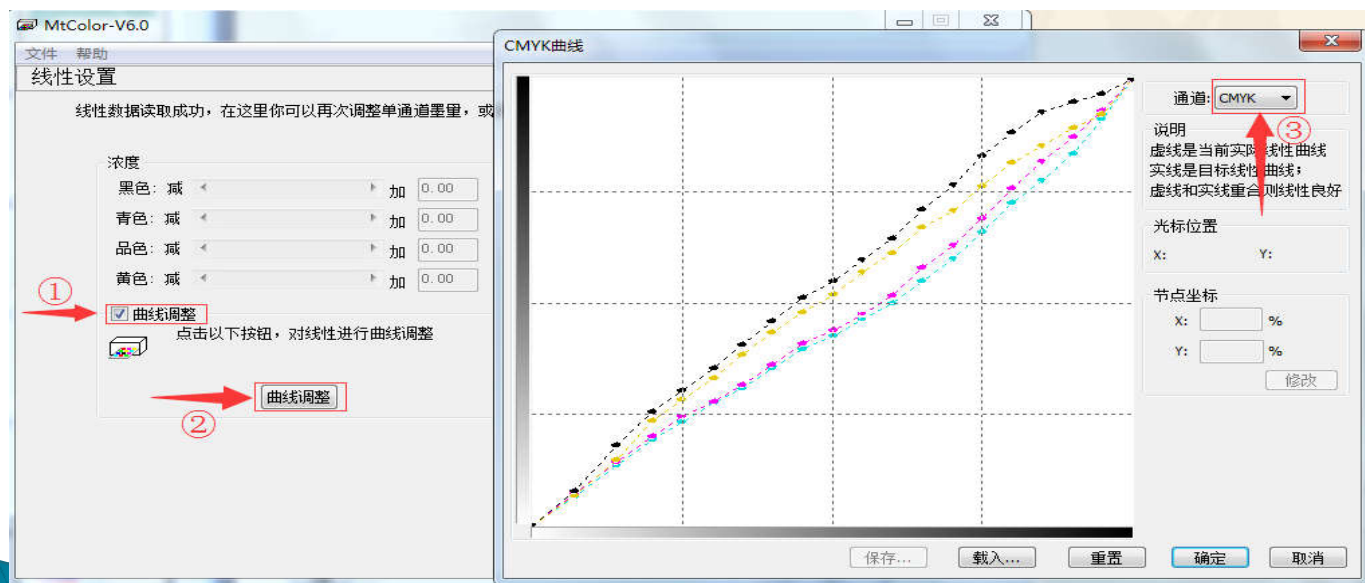 MtColor-V6.0
文件 帮助
线性设置
线性数据读取成功，在这里你可以再次调整单通道墨量，或
浓度
黑色: 减 加 0.00
青色: 减 加 0.00
品色: 减 加 0.00
黄色: 减 加 0.00
①
曲线调整
点击以下按钮，对线性进行曲线调整
曲线调整
②
CMYK曲线
通道: CMYK
③
说明
虚线是当前实际线性曲线
实线是目标线性曲线;
虚线和实线重合则线性良好
光标位置
X: Y:
节点坐标
X: %
Y: %
修改
保存... 载入... 重置 确定 取消